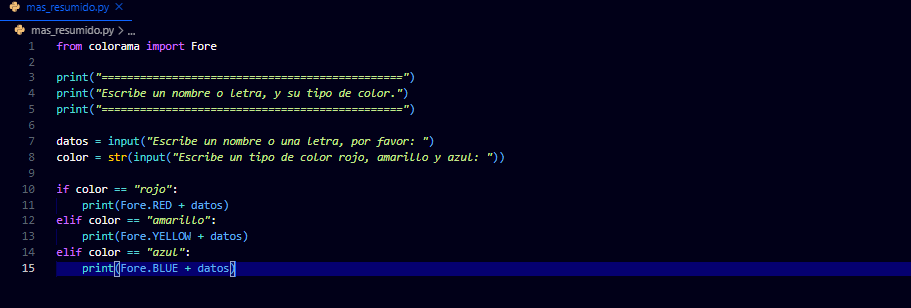 mas_resumido.py ×
mas_resumido.py > ...
1 from colorama import Fore
2
3 print("===============================================")
4 print("Escribe un nombre o letra, y su tipo de color.")
5 print("===============================================")
6
7 datos = input("Escribe un nombre o una letra, por favor: ")
8 color = str(input("Escribe un tipo de color rojo, amarillo y azul: "))
9
10 if color == "rojo":
11 print(Fore.RED + datos)
12 elif color == "amarillo":
13 print(Fore.YELLOW + datos)
14 elif color == "azul":
15 print(Fore.BLUE + datos)